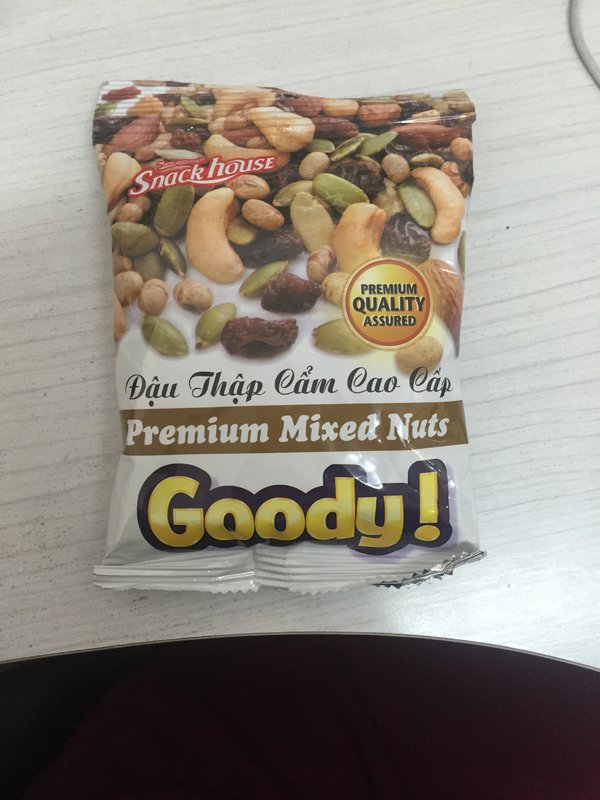 Snack house
PREMIUM
QUALITY
ASSURED
Đậu Thập Cẩm Cao Cấp
Premium Mixed Nuts
Goody!